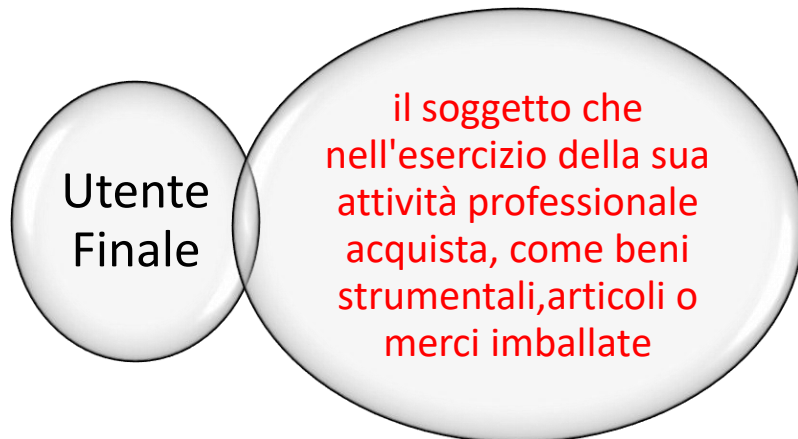 Utente
Finale
il soggetto che
nell'esercizio della sua
attività professionale
acquista, come beni
strumentali,articoli o
merci imballate